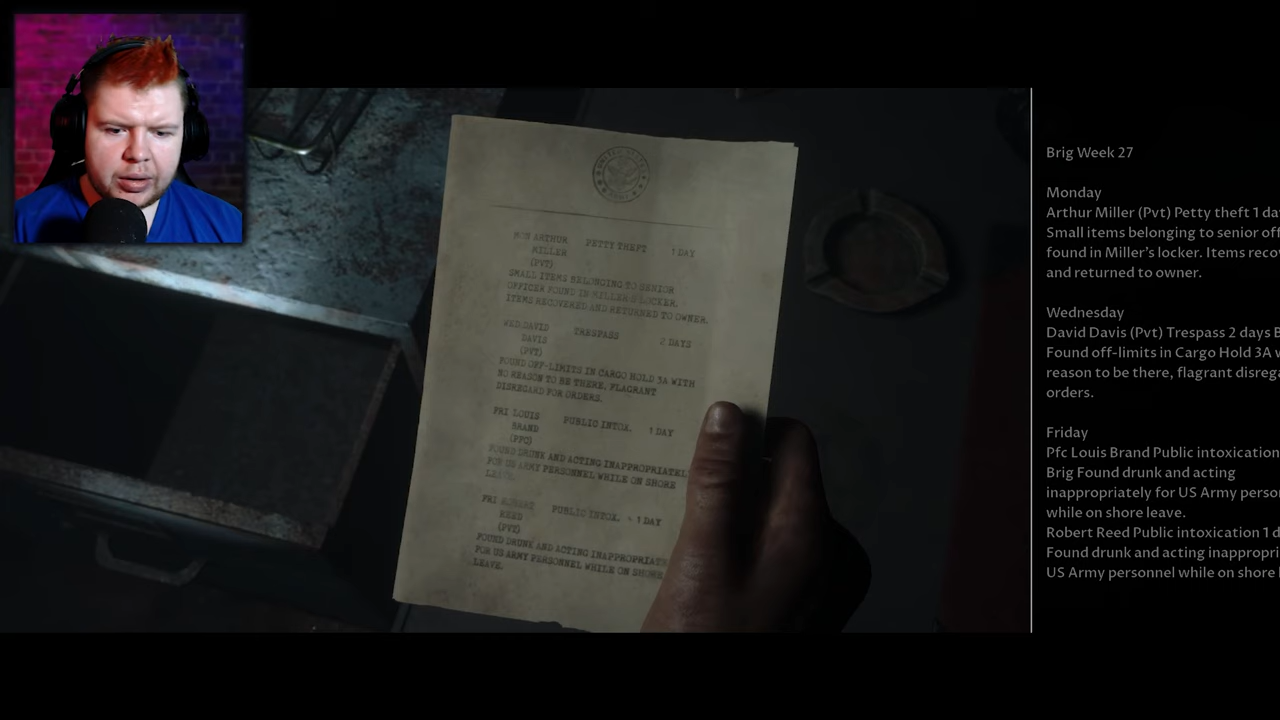 MON ARTHUR PETTY THEFT 1 DAY
MILLER
(PVT)
SMALL ITEMS BELONGING TO SENIOR
OFFICER FOUND IN MILLER'S LOCKER.
ITEMS RECOVERED AND RETURNED TO OWNER.
WED.DAVID TRESPASS 2 DAYS
DAVIS
(PVT)
FOUND OFF-LIMITS IN CARGO HOLD 3A WITH
NO REASON TO BE THERE, FLAGRANT
DISREGARD FOR ORDERS.
FRI LOUIS PUBLIC INTOX. 1 DAY
BRAND
(PFC)
FOUND DRUNK AND ACTING INAPPROPRIATEL
FOR US ARMY PERSONNEL WHILE ON SHORE
LEAVE.
FRI ROBERT PUBLIC INTOX. 1 DAY
REED
(PVT)
FOUND DRUNK AND ACTING INAPPROPRIATE
FOR US ARMY PERSONNEL WHILE ON SHORE
LEAVE.
Brig Week 27
Monday
Arthur Miller (Pvt) Petty theft 1 da
Small items belonging to senior off
found in Miller's locker. Items reco
and returned to owner.
Wednesday
David Davis (Pvt) Trespass 2 days B
Found off-limits in Cargo Hold 3A w
reason to be there, flagrant disrega
orders.
Friday
Pfc Louis Brand Public intoxication
Brig Found drunk and acting
inappropriately for US Army perso
while on shore leave.
Robert Reed Public intoxication 1 d
Found drunk and acting inappropri
US Army personnel while on shore l